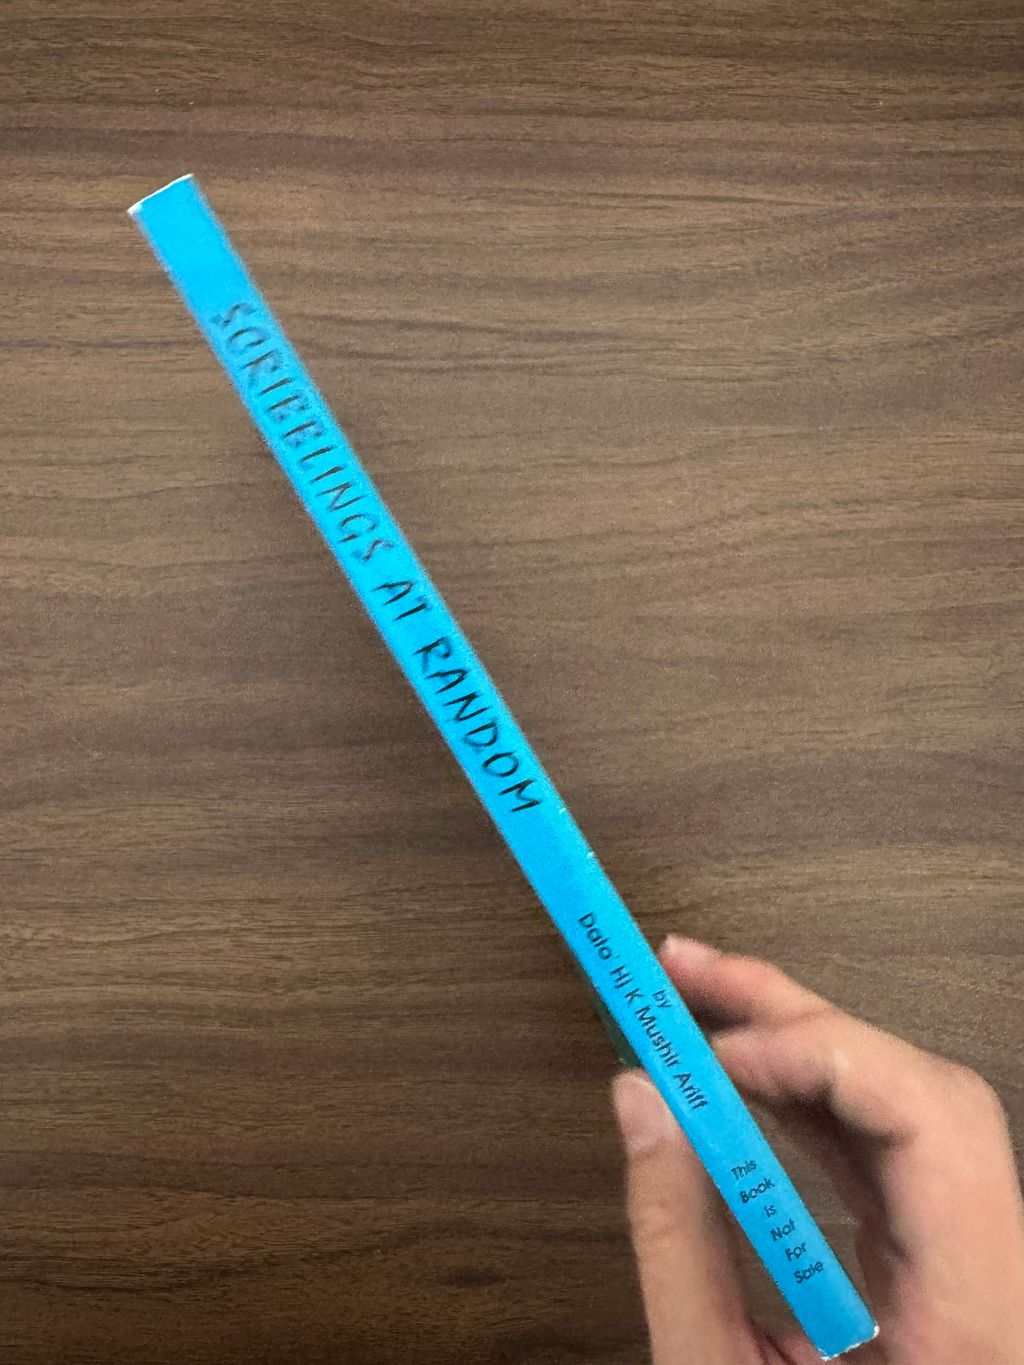 SCRIBBLINGS AT RANDOM
by
Dato' Hj K Mushir Ariff
This
Book
is
Not
For
Sale